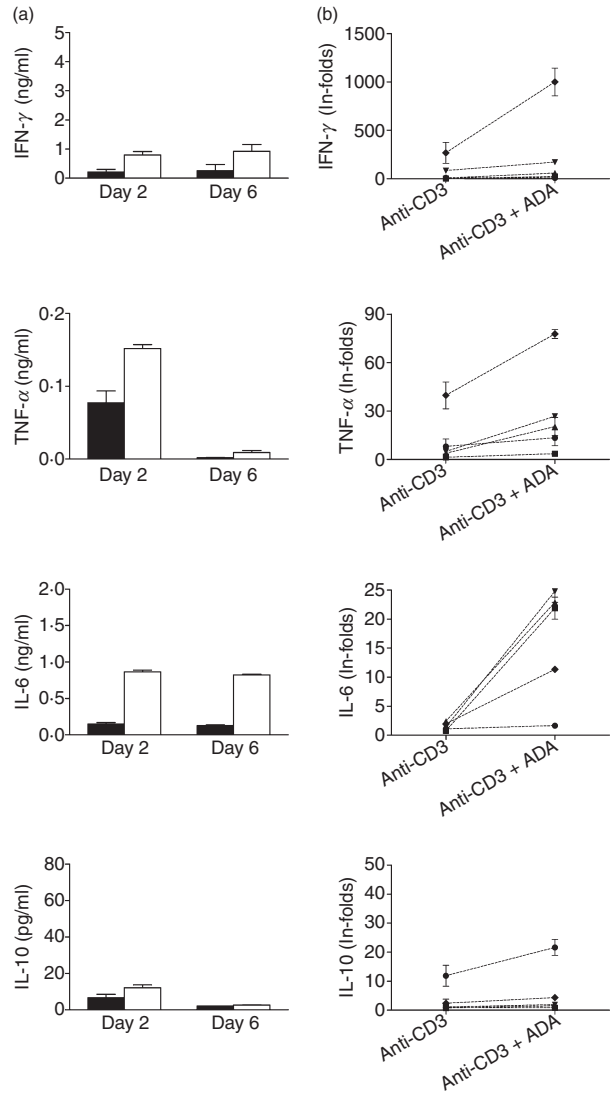 (a)
(b)
5
4
3
2
1
0
IFN-γ (ng/ml)
Day 2
Day 6
1500
1000
500
0
IFN-γ (In-folds)
Anti-CD3
Anti-CD3 + ADA
0·2
0·1
0·0
TNF-α (ng/ml)
Day 2
Day 6
90
60
30
0
TNF-α (In-folds)
Anti-CD3
Anti-CD3 + ADA
2·0
1·5
1·0
0·5
0·0
IL-6 (ng/ml)
Day 2
Day 6
25
20
15
10
5
0
IL-6 (In-folds)
Anti-CD3
Anti-CD3 + ADA
80
60
40
20
0
IL-10 (pg/ml)
Day 2
Day 6
50
40
30
20
10
0
IL-10 (In-folds)
Anti-CD3
Anti-CD3 + ADA